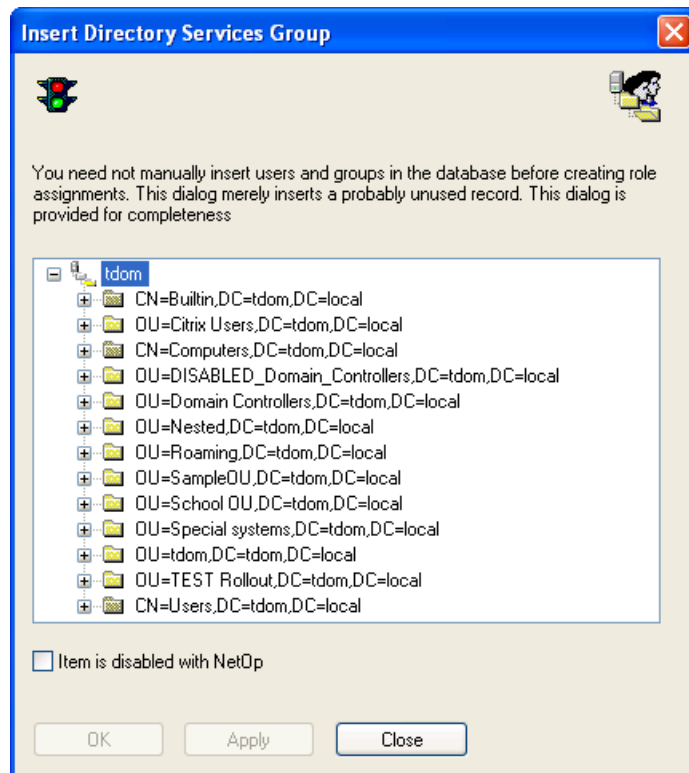 Insert Directory Services Group
You need not manually insert users and groups in the database before creating role
assignments. This dialog merely inserts a probably unused record. This dialog is
provided for completeness
tdom
CN=Builtin,DC=tdom,DC=local
OU=Citrix Users,DC=tdom,DC=local
CN=Computers,DC=tdom,DC=local
OU=DISABLED_Domain_Controllers,DC=tdom,DC=local
OU=Domain Controllers,DC=tdom,DC=local
OU=Nested,DC=tdom,DC=local
OU=Roaming,DC=tdom,DC=local
OU=SampleOU,DC=tdom,DC=local
OU=School OU,DC=tdom,DC=local
OU=Special systems,DC=tdom,DC=local
OU=tdom,DC=tdom,DC=local
OU=TEST Rollout,DC=tdom,DC=local
CN=Users,DC=tdom,DC=local
Item is disabled with NetOp
OK Apply Close